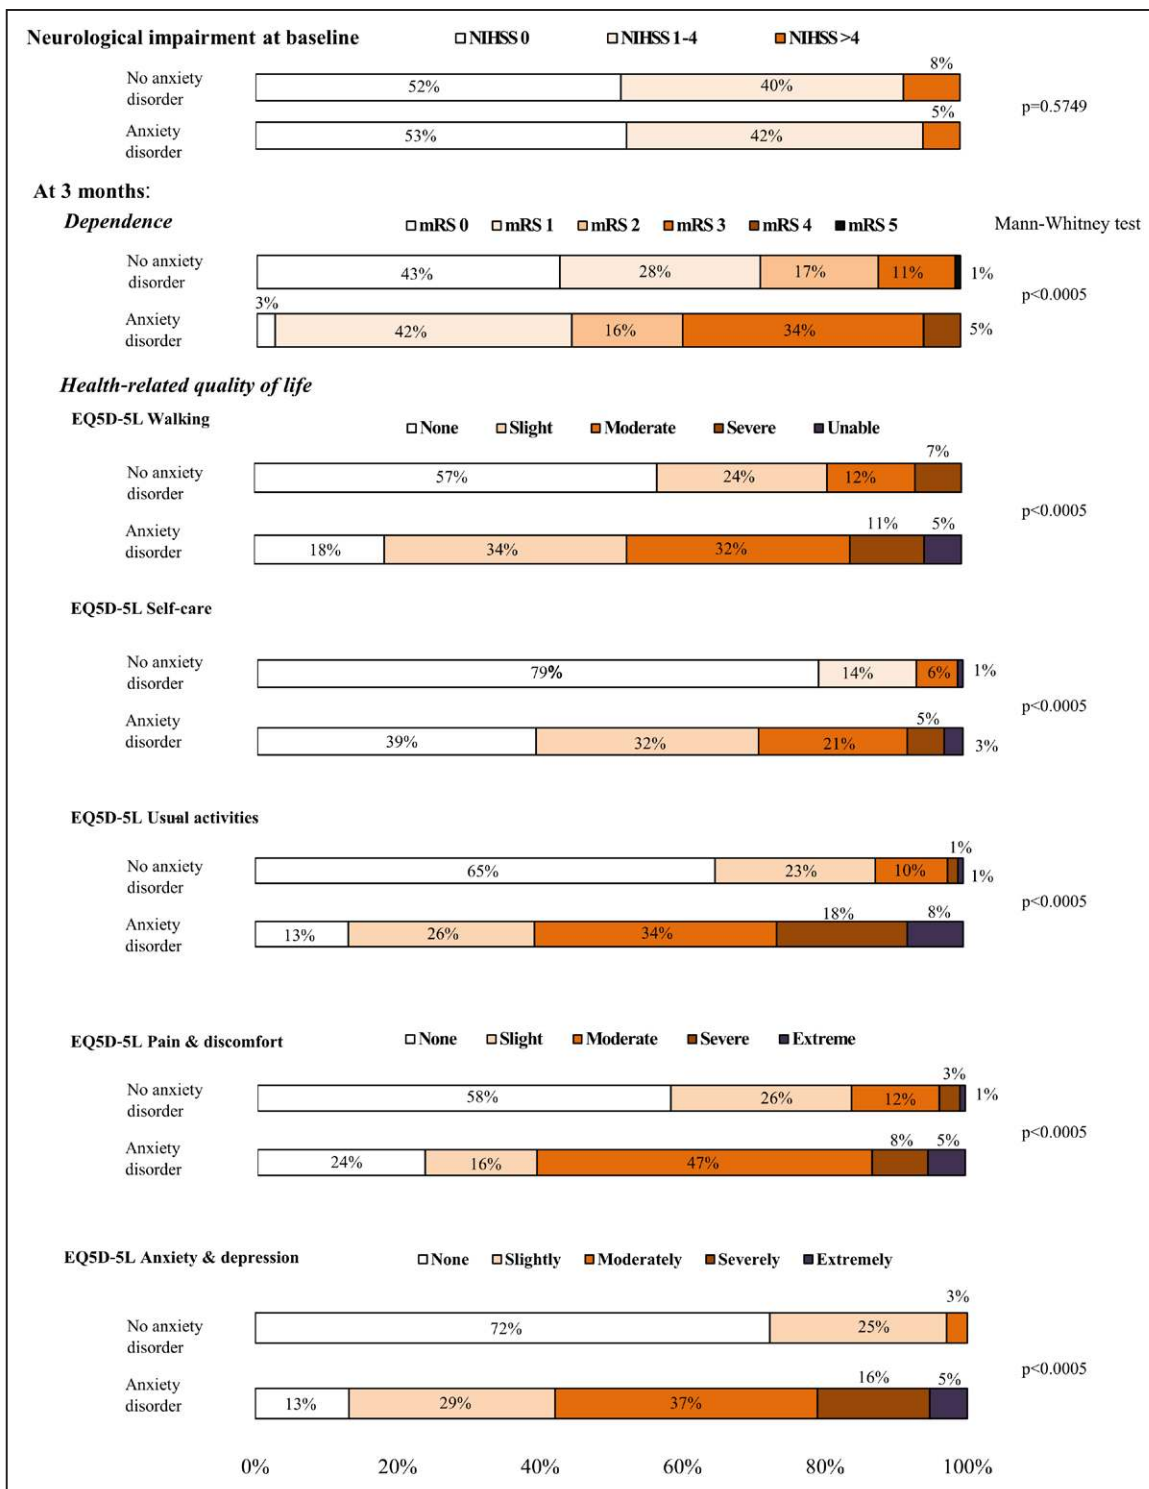 Neurological impairment at baseline □NIHSS 0 □NIHSS 1-4 ■NIHSS >4
No anxiety disorder 52% 40% 8%
p=0.5749
Anxiety disorder 53% 42% 5%
At 3 months:
Dependence □mRS 0 □mRS 1 □mRS 2 ■mRS 3 ■mRS 4 ■mRS 5 Mann-Whitney test
No anxiety disorder 43% 28% 17% 11% 1%
p<0.0005
Anxiety disorder 3% 42% 16% 34% 5%
Health-related quality of life
EQ5D-5L Walking □None □Slight ■Moderate ■Severe ■Unable
No anxiety disorder 57% 24% 12% 7%
p<0.0005
Anxiety disorder 18% 34% 32% 11% 5%
EQ5D-5L Self-care
No anxiety disorder 79% 14% 6% 1%
p<0.0005
Anxiety disorder 39% 32% 21% 5% 3%
EQ5D-5L Usual activities
No anxiety disorder 65% 23% 10% 1% 1%
p<0.0005
Anxiety disorder 13% 26% 34% 18% 8%
EQ5D-5L Pain & discomfort □None □Slight ■Moderate ■Severe ■Extreme
No anxiety disorder 58% 26% 12% 3% 1%
p<0.0005
Anxiety disorder 24% 16% 47% 8% 5%
EQ5D-5L Anxiety & depression □None □Slightly ■Moderately ■Severely ■Extremely
No anxiety disorder 72% 25% 3%
p<0.0005
Anxiety disorder 13% 29% 37% 16% 5%
0% 20% 40% 60% 80% 100%